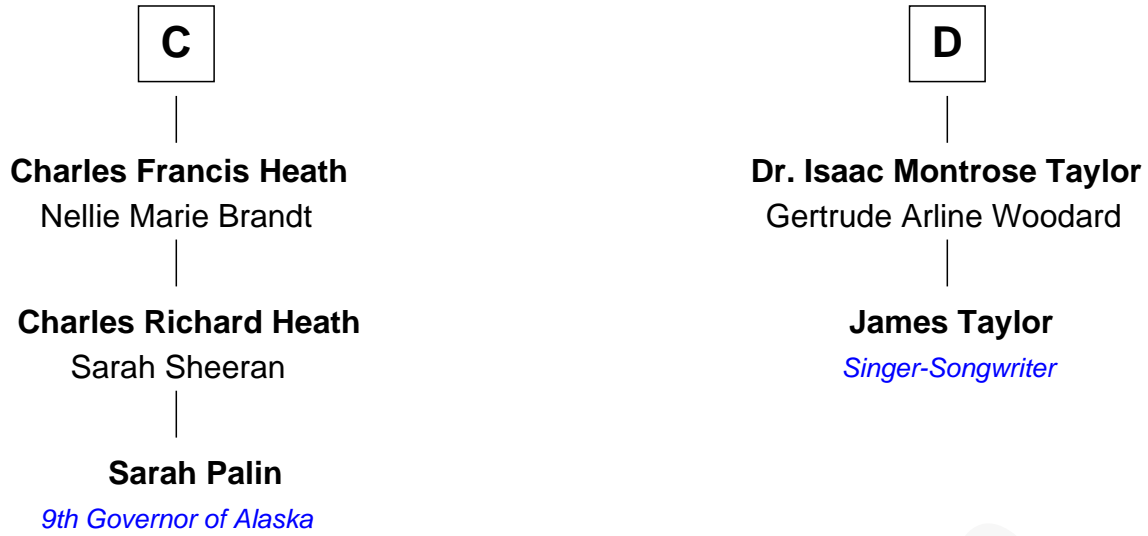 C
Charles Francis Heath
Nellie Marie Brandt
Charles Richard Heath
Sarah Sheeran
Sarah Palin
9th Governor of Alaska
D
Dr. Isaac Montrose Taylor
Gertrude Arline Woodard
James Taylor
Singer-Songwriter